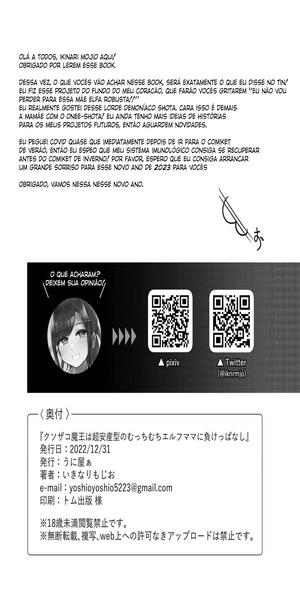 OLÁ A TODOS, IKINARI MOJIO AQUI!
OBRIGADO POR LEREM ESSE BOOK.
DESSA VEZ, O QUE VOCÊS VÃO ACHAR NESSE BOOK, SERÁ EXATAMENTE O QUE EU DISSE NO TIN!
EU FIZ ESSE PROJETO DO FUNDO DO MEU CORAÇÃO, QUE FARÃO VOCÊS GRITAREM "EU NÃO VOU
PERDER PARA ESSA MÃE ELFA ROBUSTA!!"
EU REALMENTE GOSTEI DESSE LORDE DEMONÍACO SHOTA, CARA ISSO É DEMAIS
A MAMÃE COM O ONEE-SHOTA! EU AINDA TENHO MAIS IDEIAS DE HISTÓRIAS
PARA OS MEUS PROJETOS FUTUROS, ENTÃO AGUARDEM NOVIDADES.
EU PEGUEI COVID QUASE QUE IMEDIATAMENTE DEPOIS DE IR PARA O COMIKET
DE VERÃO, ENTÃO EU ESPEO QUE MEU SISTEMA IMUNOLÓGICO CONSIGA SE RECUPERAR
ANTES DO COMIKET DE INVERNO! POR FAVOR, ESPERO QUE EU CONSIGA ARRANCAR
UM GRANDE SORRISO PARA ESSE NOVO ANO DE 2023 PARA VOCÊS
OBRIGADO, VAMOS NESSA NESSE NOVO ANO.
O QUE ACHARAM?
DEIXEM SUA OPINIÃO!
▲ pixiv
▲ Twitter
(@iknrmjo)
〈 奥付 〉
『クソザコ魔王は超安産型のむっちむちエルフママに負けっぱなし』
発行日：2022/12/31
発行：うに屋ぁ
著者：いきなりもじお
e-mail：yoshioyoshio5223@gmail.com
印刷：トム出版 様
※18歳未満閲覧禁止です。
※無断転載、複写、web上への許可なきアップロードは禁止です。